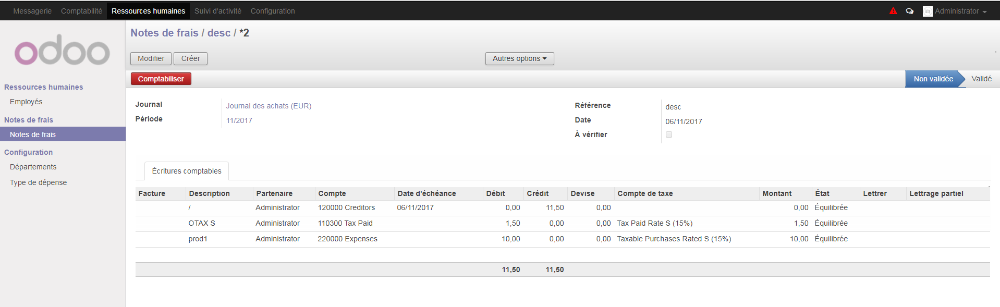 Messagerie Comptabilité Ressources humaines Suivi d'activité Configuration Administrator
odoo
Notes de frais / desc / *2
Modifier Créer Autres options
Comptabiliser Non validée Validé
Ressources humaines
Employés
Notes de frais
Notes de frais
Configuration
Départements
Type de dépense
Journal Journal des achats (EUR)
Période 11/2017
Référence desc
Date 06/11/2017
À vérifier
Écritures comptables
Facture Description Partenaire Compte Date d'échéance Débit Crédit Devise Compte de taxe Montant État Lettrer Lettrage partiel
/ Administrator 120000 Creditors 06/11/2017 0,00 11,50 0,00 0,00 Équilibrée
OTAX S Administrator 110300 Tax Paid 1,50 0,00 0,00 Tax Paid Rate S (15%) 1,50 Équilibrée
prod1 Administrator 220000 Expenses 10,00 0,00 0,00 Taxable Purchases Rated S (15%) 10,00 Équilibrée
11,50 11,50